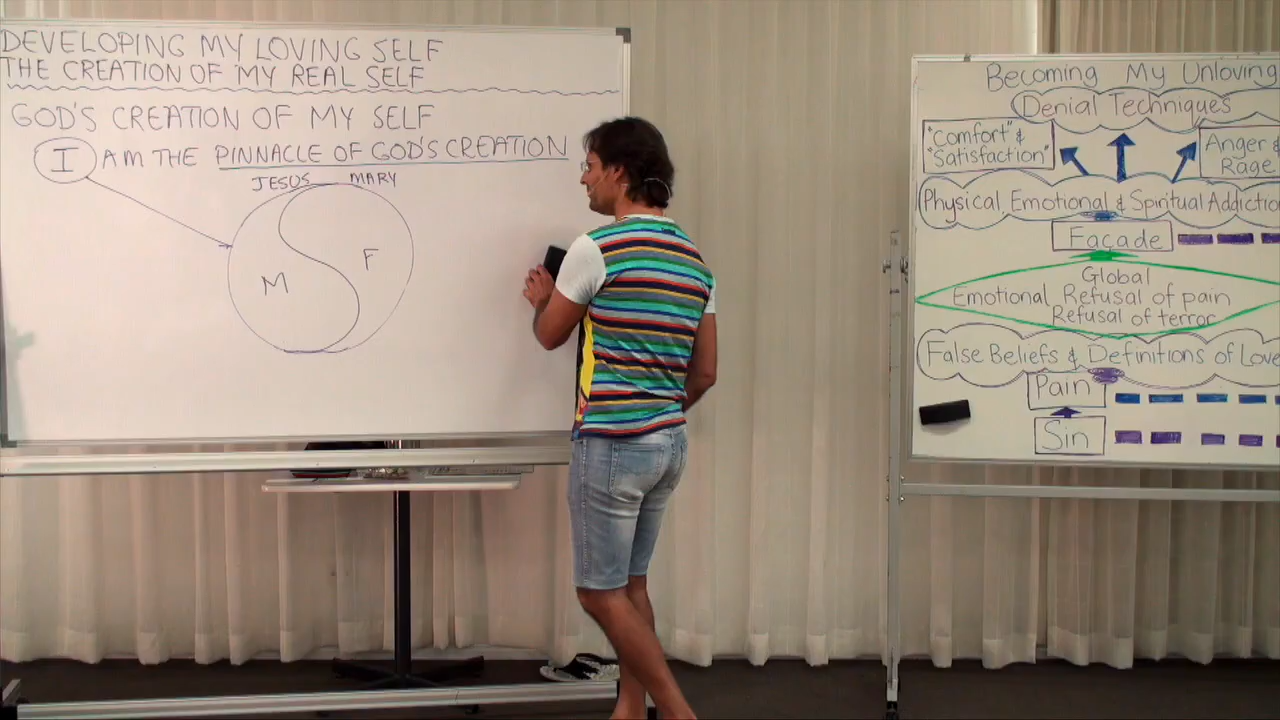 DEVELOPING MY LOVING SELF
THE CREATION OF MY REAL SELF
GOD'S CREATION OF MY SELF
I AM THE PINNACLE OF GOD'S CREATION
JESUS MARY
M F
Becoming My Unloving
Denial Techniques
"Comfort" &
"Satisfaction"
Anger &
Rage
Physical Emotional & Spiritual Addictio
Façade
Global
Emotional Refusal of pain
Refusal of terror
False Beliefs & Definitions of Love
Pain
Sin